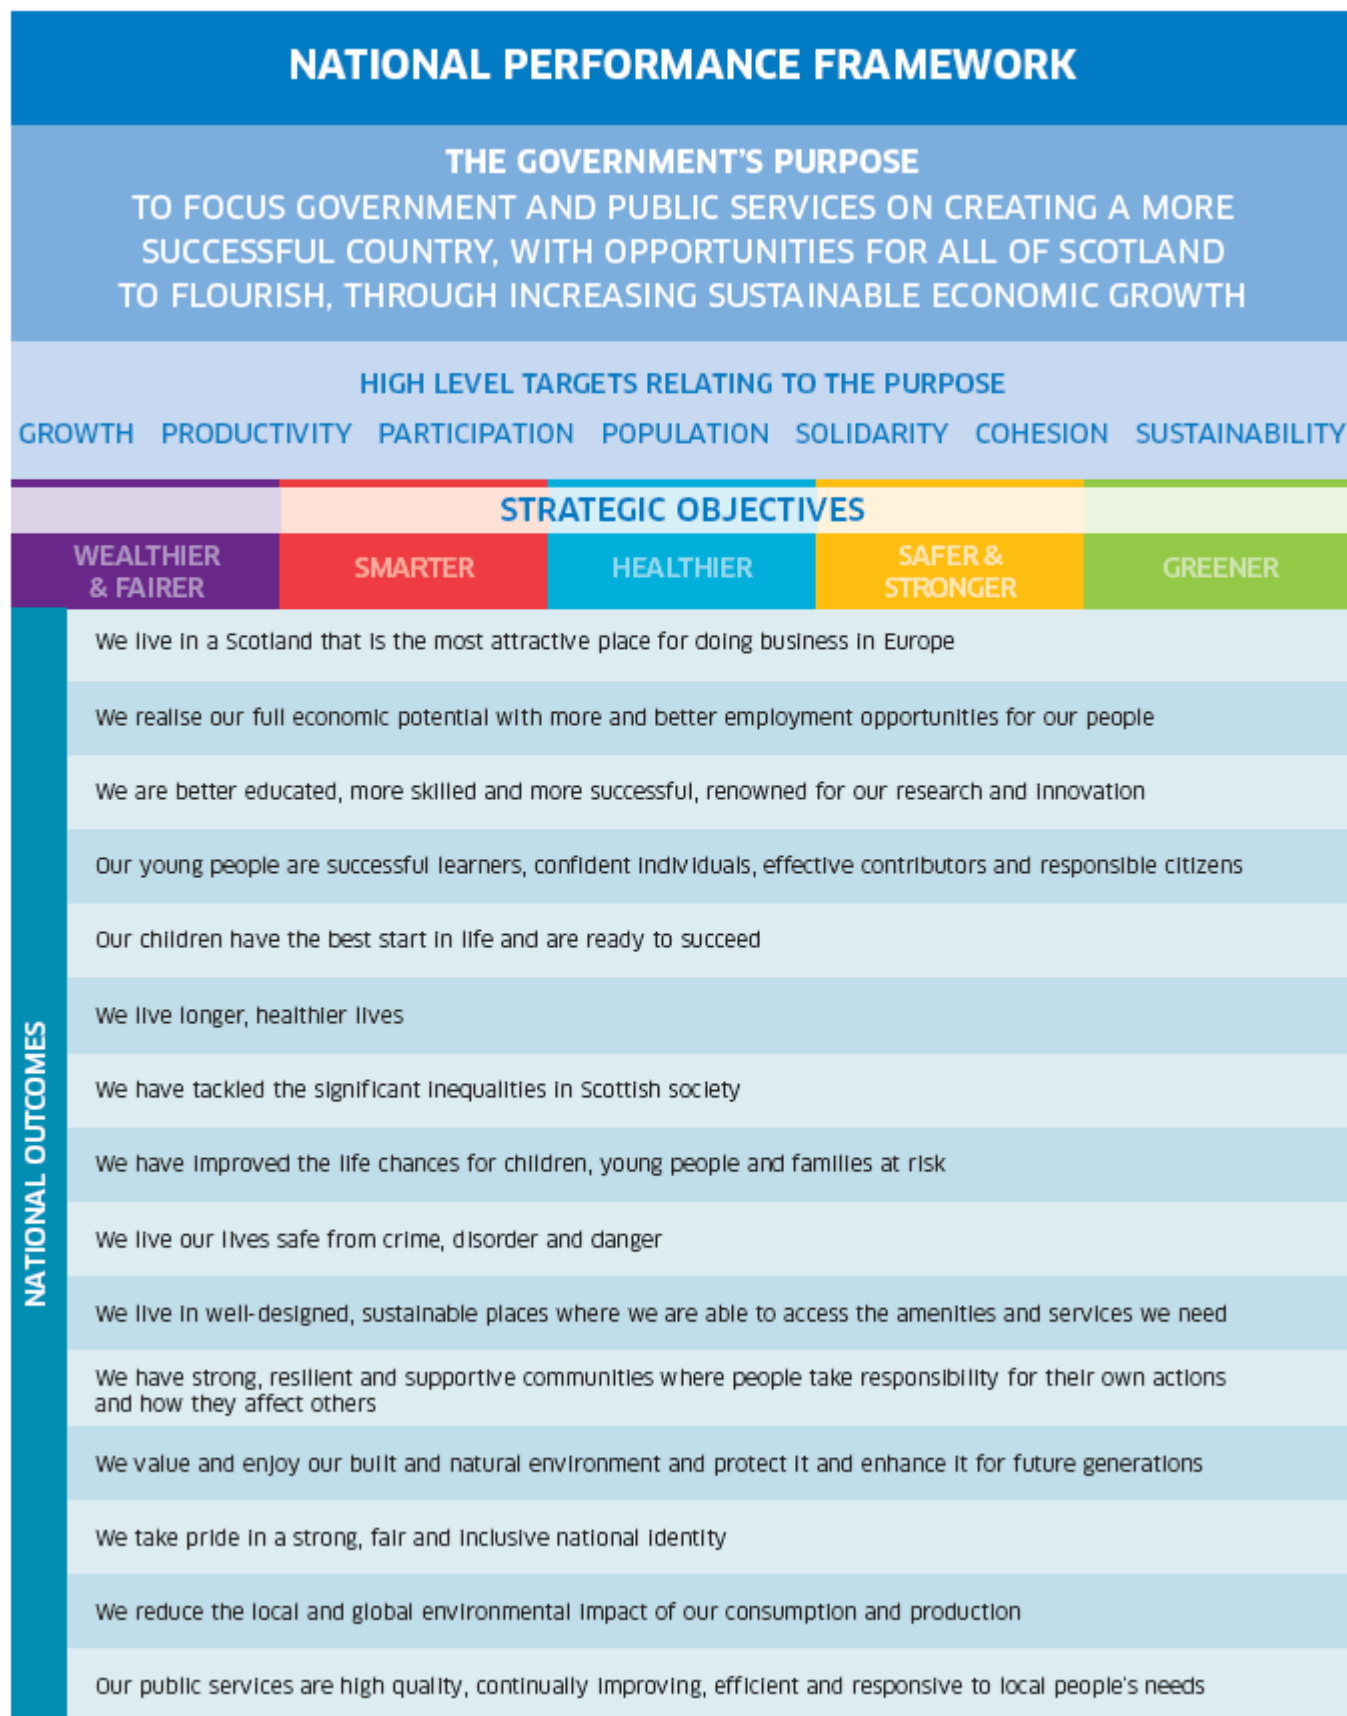 NATIONAL PERFORMANCE FRAMEWORK
THE GOVERNMENT'S PURPOSE
TO FOCUS GOVERNMENT AND PUBLIC SERVICES ON CREATING A MORE
SUCCESSFUL COUNTRY, WITH OPPORTUNITIES FOR ALL OF SCOTLAND
TO FLOURISH, THROUGH INCREASING SUSTAINABLE ECONOMIC GROWTH
HIGH LEVEL TARGETS RELATING TO THE PURPOSE
GROWTH PRODUCTIVITY PARTICIPATION POPULATION SOLIDARITY COHESION SUSTAINABILITY
STRATEGIC OBJECTIVES
WEALTHIER
& FAIRER
SMARTER
HEALTHIER
SAFER &
STRONGER
GREENER
NATIONAL OUTCOMES
We live in a Scotland that is the most attractive place for doing business in Europe
We realise our full economic potential with more and better employment opportunities for our people
We are better educated, more skilled and more successful, renowned for our research and innovation
Our young people are successful learners, confident individuals, effective contributors and responsible citizens
Our children have the best start in life and are ready to succeed
We live longer, healthier lives
We have tackled the significant inequalities in Scottish society
We have improved the life chances for children, young people and families at risk
We live our lives safe from crime, disorder and danger
We live in well-designed, sustainable places where we are able to access the amenities and services we need
We have strong, resilient and supportive communities where people take responsibility for their own actions
and how they affect others
We value and enjoy our built and natural environment and protect it and enhance it for future generations
We take pride in a strong, fair and inclusive national identity
We reduce the local and global environmental impact of our consumption and production
Our public services are high quality, continually improving, efficient and responsive to local people's needs